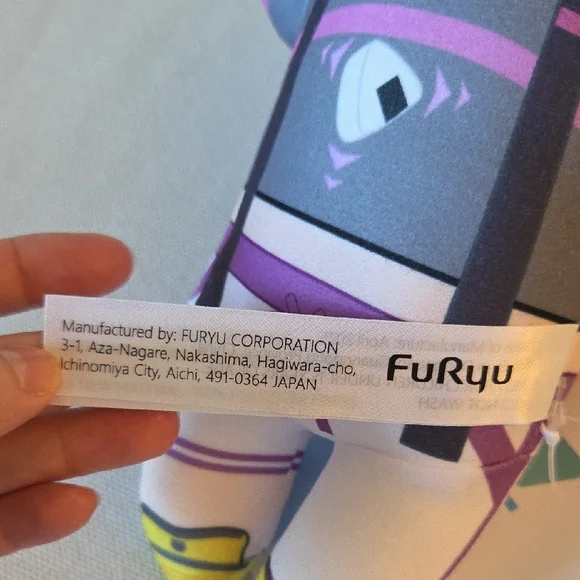 Manufactured by: FURYU CORPORATION
3-1, Aza-Nagare, Nakashima, Hagiwara-cho,
Ichinomiya City, Aichi, 491-0364 JAPAN
FuRyu